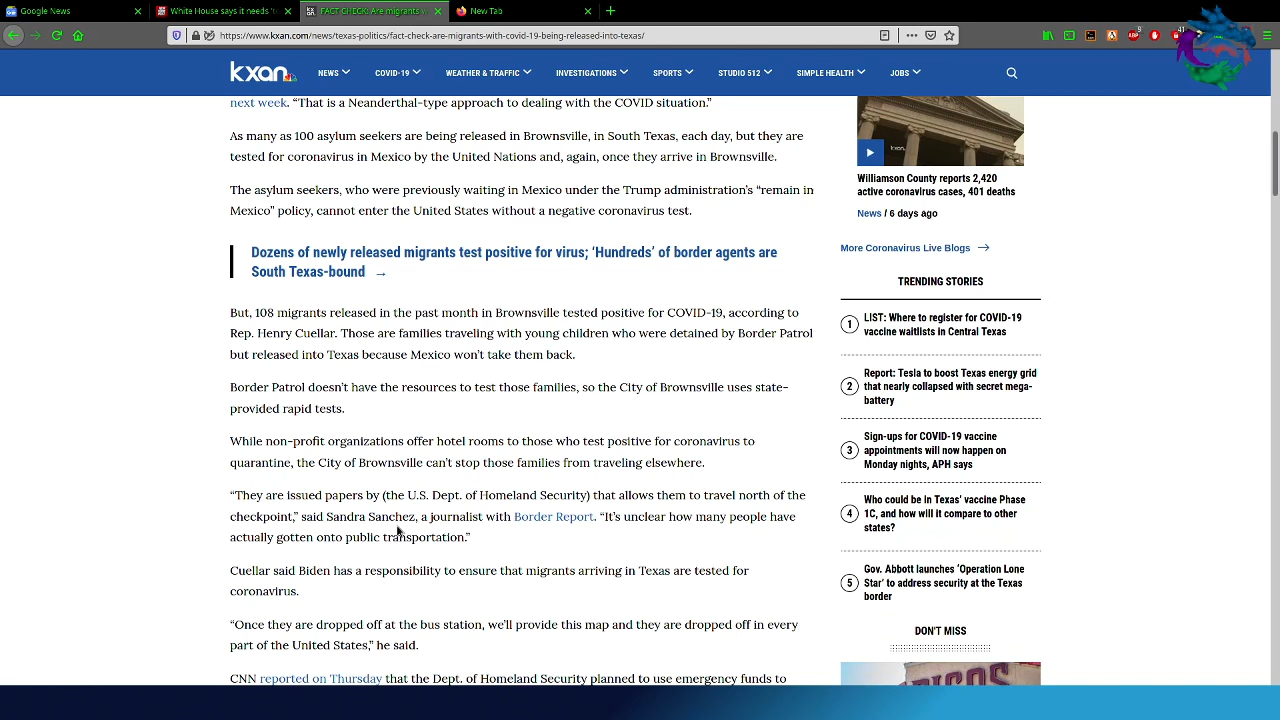 Google News
White House says it needs 't
FACT CHECK: Are migrants
New Tab
https://www.kxan.com/news/texas-politics/fact-check-are-migrants-with-covid-19-being-released-into-texas/
kxan
NEWS
COVID-19
WEATHER & TRAFFIC
INVESTIGATIONS
SPORTS
STUDIO 512
SIMPLE HEALTH
JOBS
next week. “That is a Neanderthal-type approach to dealing with the COVID situation.”
As many as 100 asylum seekers are being released in Brownsville, in South Texas, each day, but they are
tested for coronavirus in Mexico by the United Nations and, again, once they arrive in Brownsville.
The asylum seekers, who were previously waiting in Mexico under the Trump administration’s “remain in
Mexico” policy, cannot enter the United States without a negative coronavirus test.
Dozens of newly released migrants test positive for virus; ‘Hundreds’ of border agents are
South Texas-bound →
But, 108 migrants released in the past month in Brownsville tested positive for COVID-19, according to
Rep. Henry Cuellar. Those are families traveling with young children who were detained by Border Patrol
but released into Texas because Mexico won’t take them back.
Border Patrol doesn’t have the resources to test those families, so the City of Brownsville uses state-
provided rapid tests.
While non-profit organizations offer hotel rooms to those who test positive for coronavirus to
quarantine, the City of Brownsville can’t stop those families from traveling elsewhere.
“They are issued papers by (the U.S. Dept. of Homeland Security) that allows them to travel north of the
checkpoint,” said Sandra Sanchez, a journalist with Border Report. “It’s unclear how many people have
actually gotten onto public transportation.”
Cuellar said Biden has a responsibility to ensure that migrants arriving in Texas are tested for
coronavirus.
“Once they are dropped off at the bus station, we’ll provide this map and they are dropped off in every
part of the United States,” he said.
CNN reported on Thursday that the Dept. of Homeland Security planned to use emergency funds to
Williamson County reports 2,420
active coronavirus cases, 401 deaths
News / 6 days ago
More Coronavirus Live Blogs →
TRENDING STORIES
1 LIST: Where to register for COVID-19
vaccine waitlists in Central Texas
2 Report: Tesla to boost Texas energy grid
that nearly collapsed with secret mega-
battery
3 Sign-ups for COVID-19 vaccine
appointments will now happen on
Monday nights, APH says
4 Who could be in Texas’ vaccine Phase
1C, and how will it compare to other
states?
5 Gov. Abbott launches ‘Operation Lone
Star’ to address security at the Texas
border
DON'T MISS